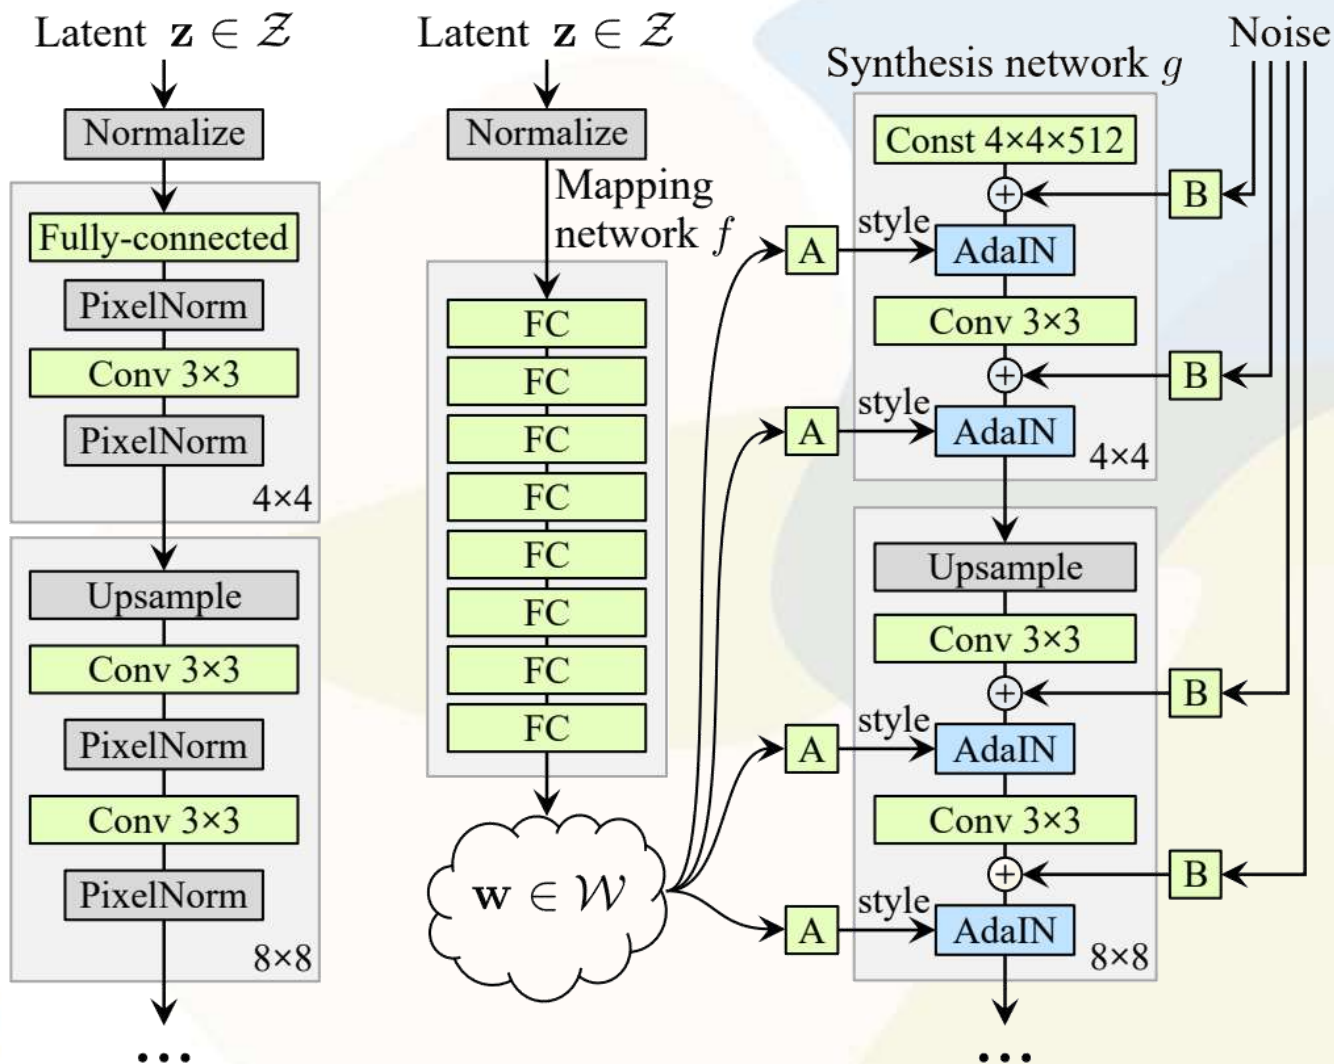 Latent z ∈ Z
Normalize
Fully-connected
PixelNorm
Conv 3×3
PixelNorm
4×4
Upsample
Conv 3×3
PixelNorm
Conv 3×3
PixelNorm
8×8
...
Latent z ∈ Z
Normalize
Mapping
network f
FC
FC
FC
FC
FC
FC
FC
FC
w ∈ W
A
A
A
A
style
style
style
style
Synthesis network g
Const 4×4×512
+
AdaIN
Conv 3×3
+
AdaIN
4×4
Upsample
Conv 3×3
+
AdaIN
Conv 3×3
+
AdaIN
8×8
...
Noise
B
B
B
B